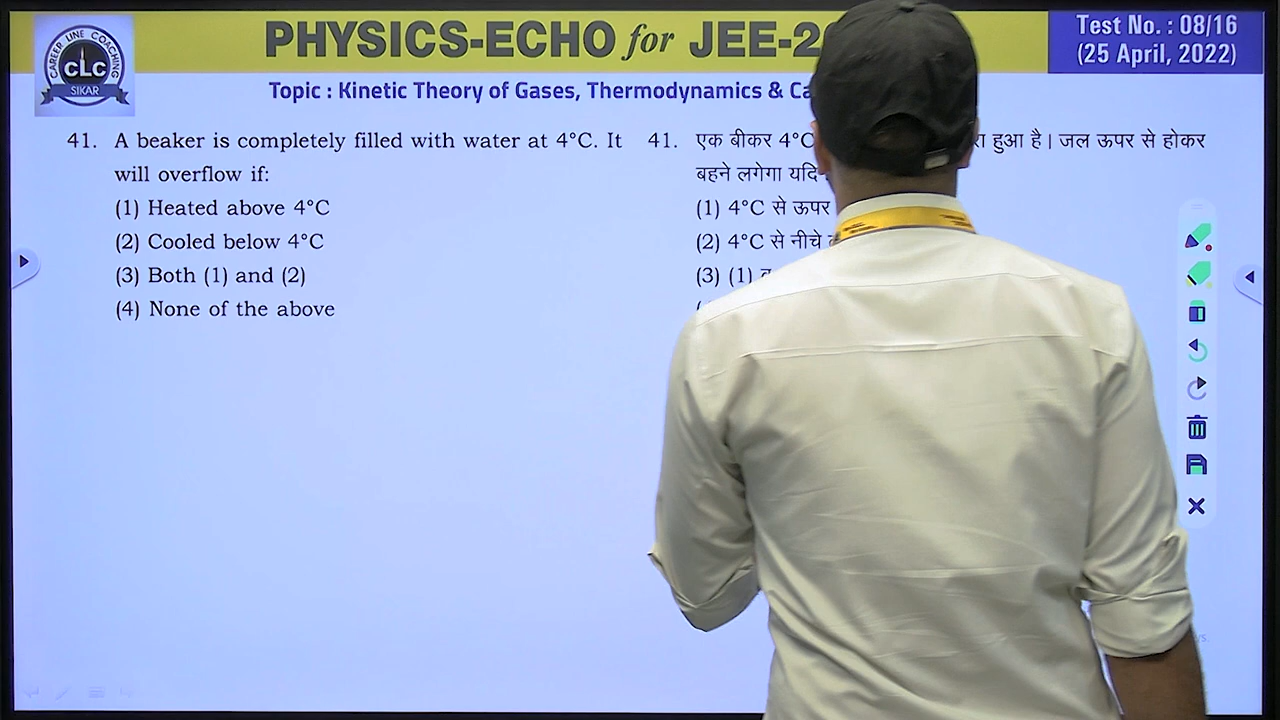 PHYSICS-ECHO for JEE-2
Test No. : 08/16
(25 April, 2022)
CAREER LINE COACHING
CLC
SIKAR
Topic : Kinetic Theory of Gases, Thermodynamics & Ca
41. A beaker is completely filled with water at 4°C. It
will overflow if:
(1) Heated above 4°C
(2) Cooled below 4°C
(3) Both (1) and (2)
(4) None of the above
41. एक बीकर 4°C हुआ है। जल ऊपर से होकर
बहने लगेगा यदि
(1) 4°C से ऊपर
(2) 4°C से नीचे
(3) (1)